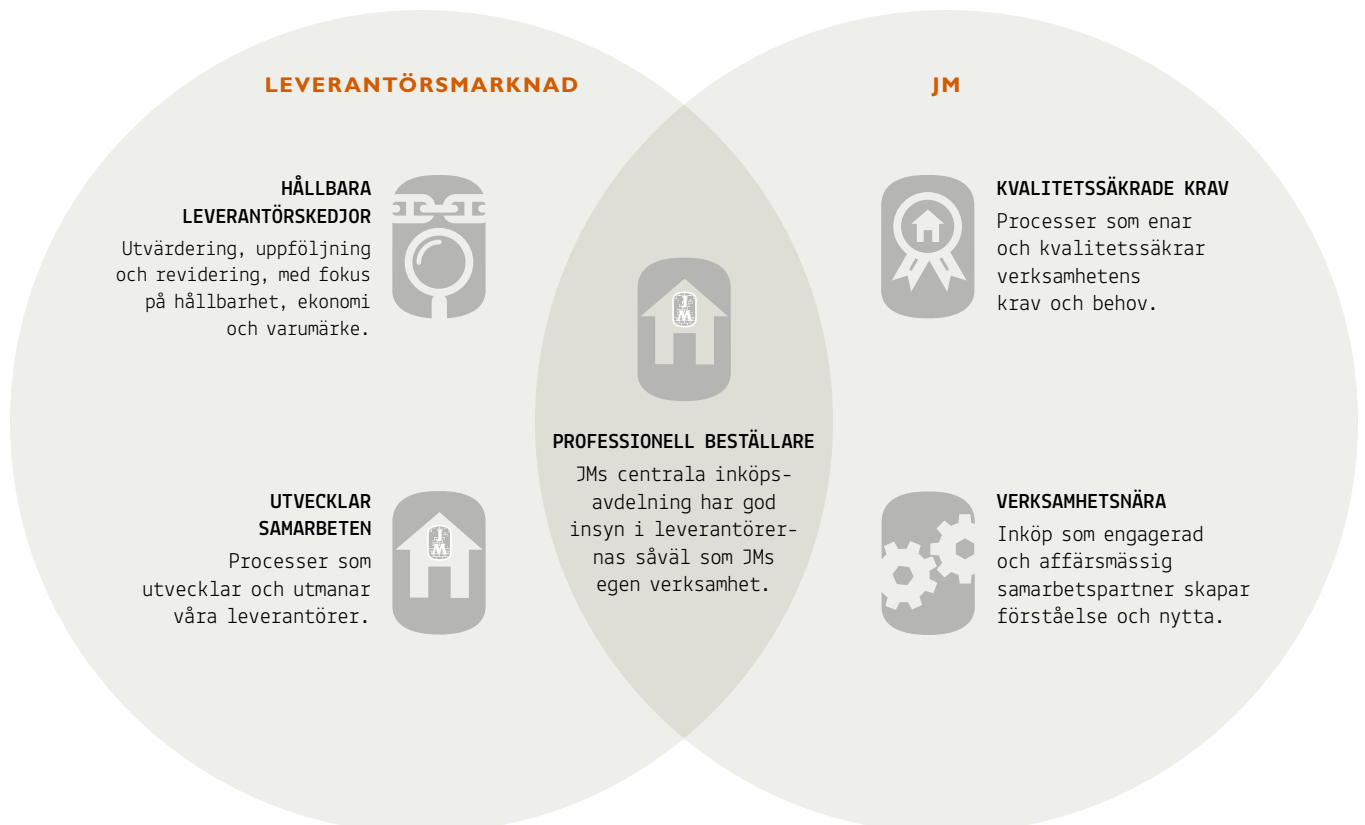 LEVERANTÖRSMARKNAD
HÅLLBARA
LEVERANTÖRSKEDJOR
Utvärdering, uppföljning
och revidering, med fokus
på hållbarhet, ekonomi
och varumärke.
UTVECKLAR
SAMARBETEN
Processer som
utvecklar och utmanar
våra leverantörer.
JM
PROFESSIONELL BESTÄLLARE
JMs centrala inköps-
avdelning har god
insyn i leverantörer-
nas såväl som JMs
egen verksamhet.
JM
KVALITETSSÄKRADE KRAV
Processer som enar
och kvalitetssäkrar
verksamhetens
krav och behov.
VERKSAMHETSNÄRA
Inköp som engagerad
och affärsmässig
samarbetspartner skapar
förståelse och nytta.
JM